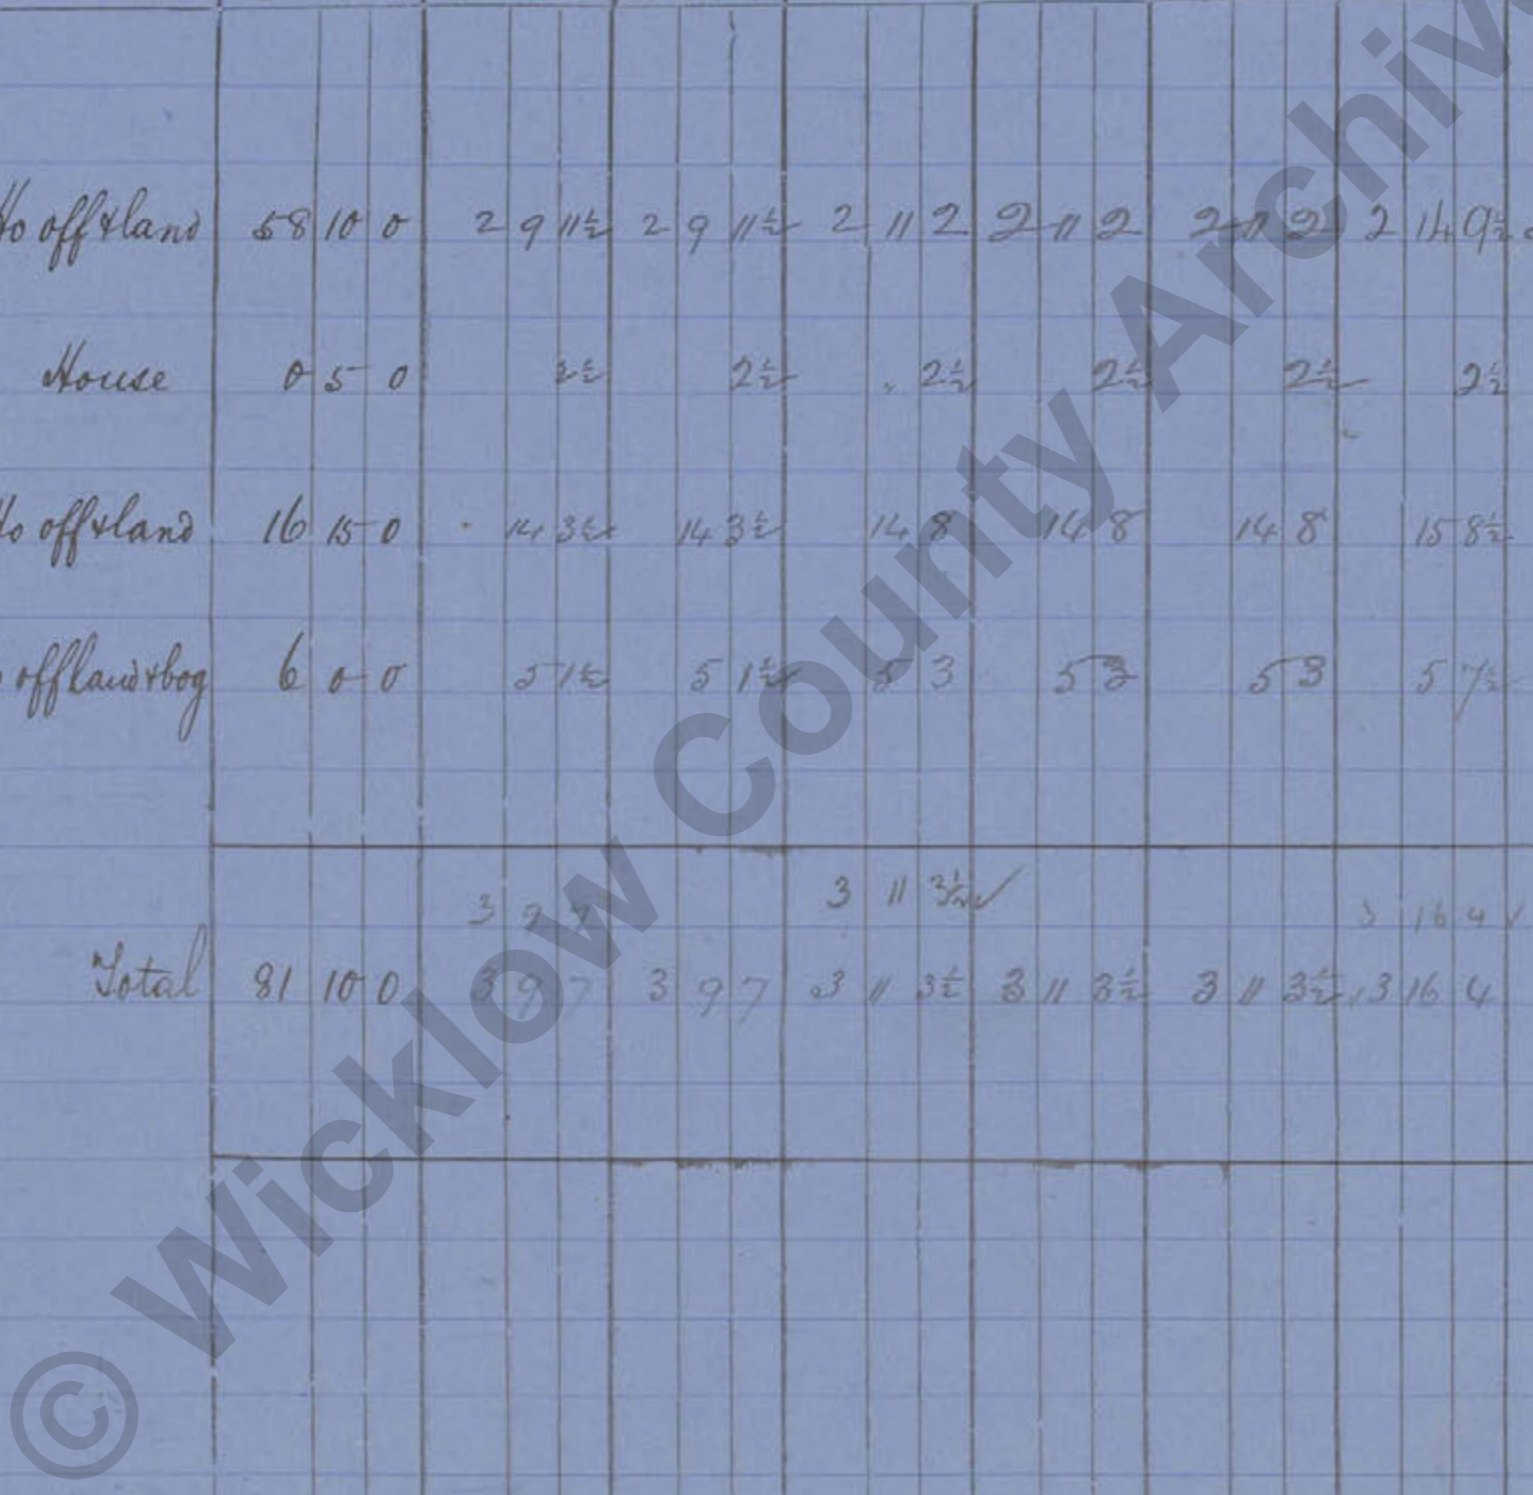 Ho off & land 58 10 0 2 9 11½ 2 9 11½ 2 11 2 2 11 2 2 11 2 2 14 9½
House 0 5 0 2½ 2½ 2½ 2½ 2½ 2½
Ho off & land 16 15 0 14 3½ 14 3½ 14 8 14 8 14 8 15 8½
off land & bog 6 0 0 5 1½ 5 1½ 5 3 5 3 5 3 5 7½
3 9 7 3 11 3½ ✓ 3 16 4 ✓
Total 81 10 0 3 9 7 3 9 7 3 11 3½ 3 11 3½ 3 11 3½ 3 16 4
© Wicklow County Archiv